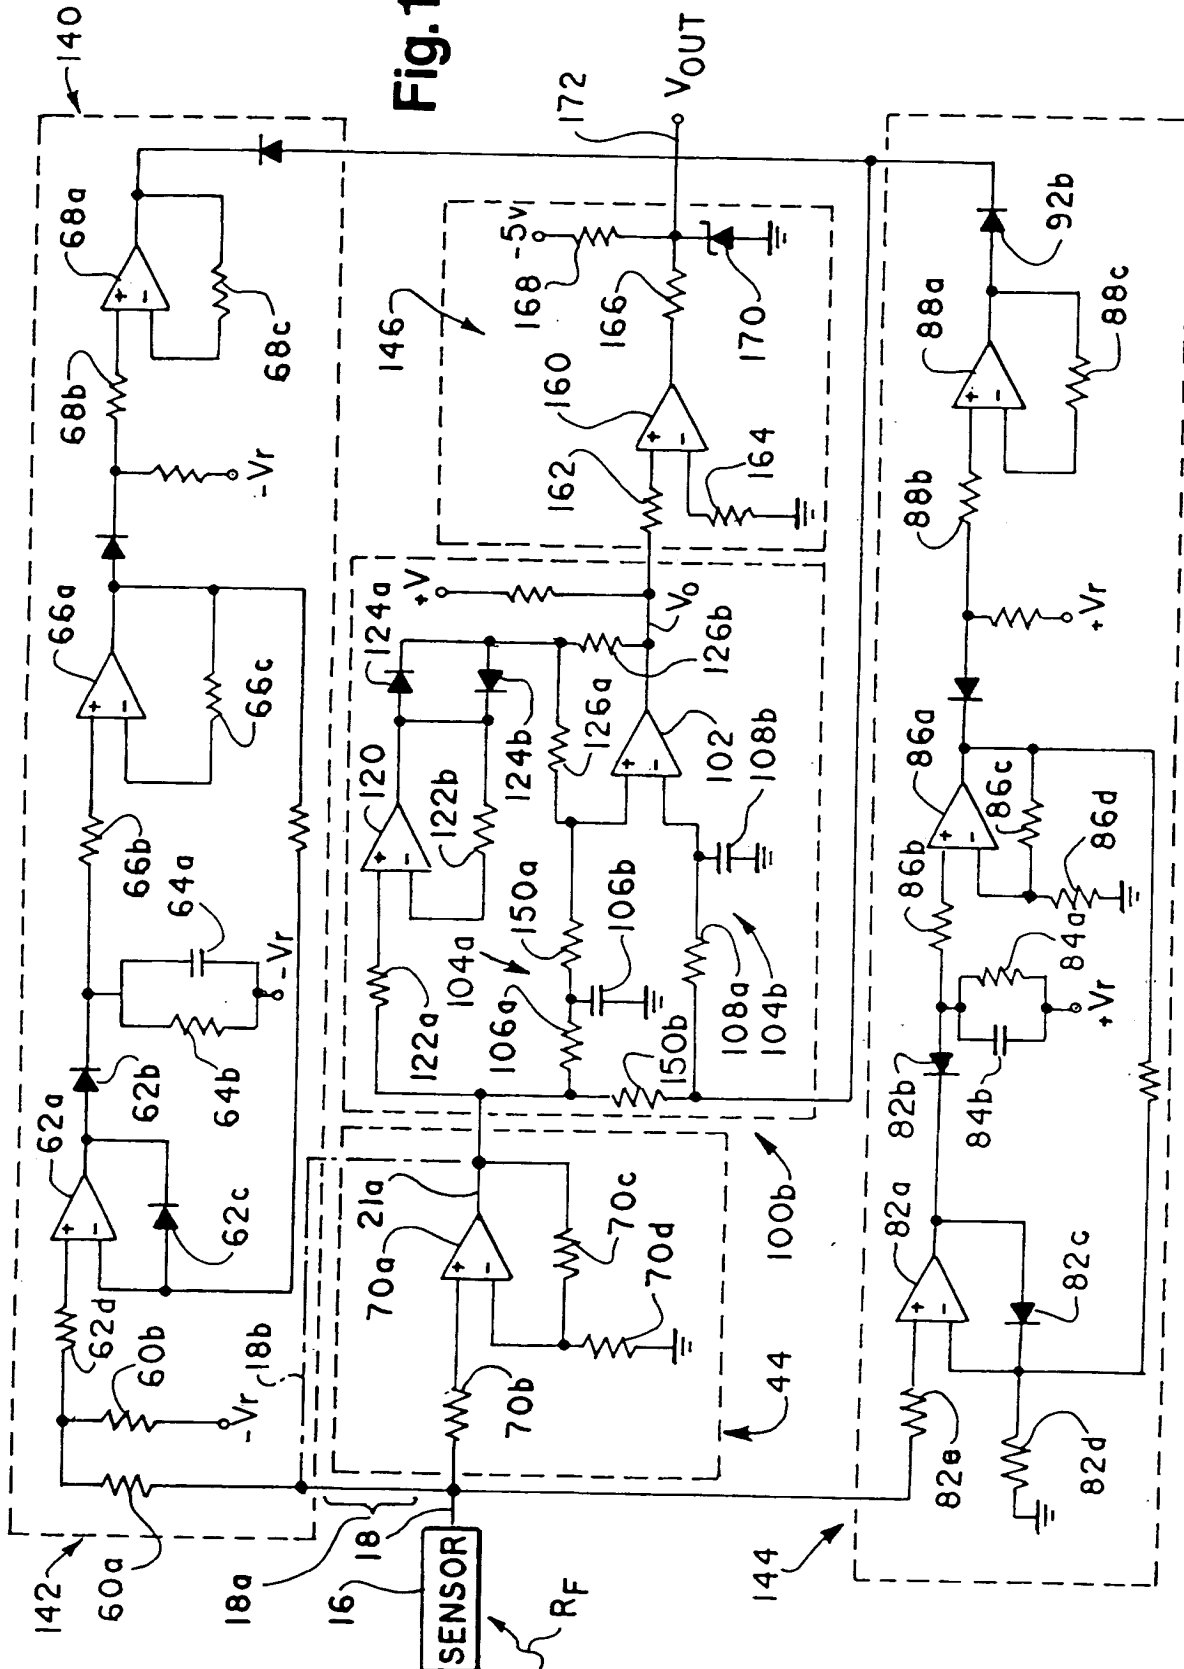 140
Fig.1
142
60a
60b
-Vr
62d
62a
+
-
62b
62c
64a
64b
-Vr
66b
66a
+
-
66c
-Vr
68b
68a
+
-
68c
18b
18a
18
16
SENSOR
RF
70b
70a
+
-
21a
70c
70d
44
100b
122a
120
+
-
122b
124a
124b
+V
104a
106a
106b
150a
150b
126a
126b
102
+
-
Vo
108a
108b
104b
146
162
160
+
-
164
166
168
-5v
170
172
VOUT
144
82e
82a
+
-
82b
82c
82d
84b
84a
+Vr
86b
86a
+
-
86c
86d
+Vr
88b
88a
+
-
88c
92b